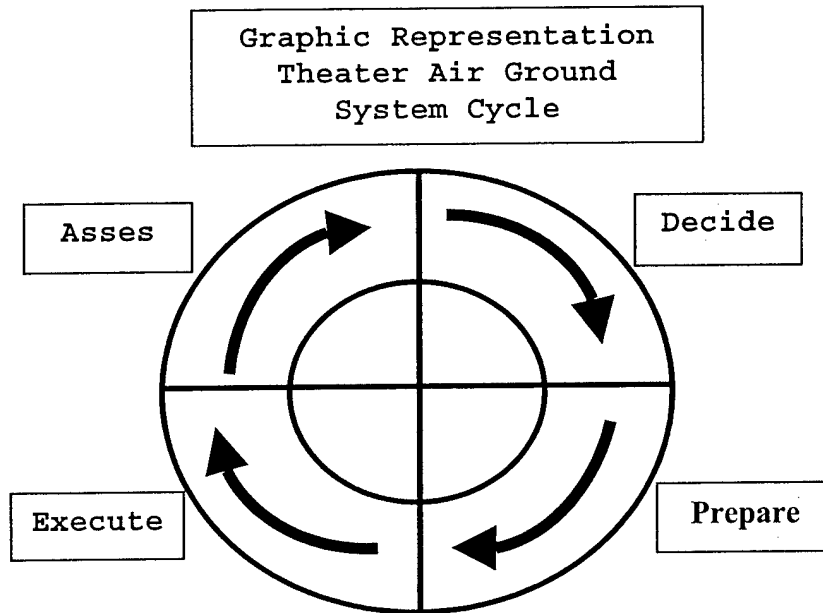 Graphic Representation
Theater Air Ground
System Cycle
Asses
Decide
Execute
Prepare